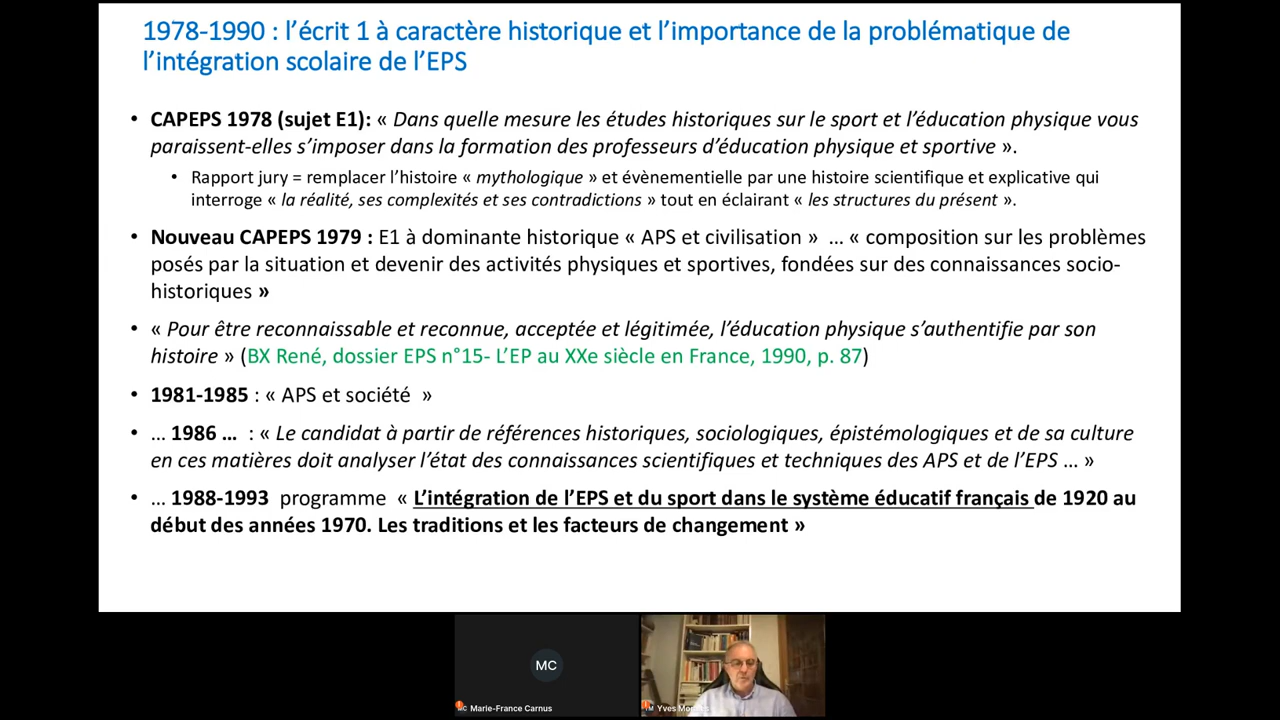 1978-1990 : l’écrit 1 à caractère historique et l’importance de la problématique de
l’intégration scolaire de l’EPS
• CAPEPS 1978 (sujet E1): « Dans quelle mesure les études historiques sur le sport et l’éducation physique vous
paraissent-elles s’imposer dans la formation des professeurs d’éducation physique et sportive ».
• Rapport jury = remplacer l’histoire « mythologique » et évènementielle par une histoire scientifique et explicative qui
interroge « la réalité, ses complexités et ses contradictions » tout en éclairant « les structures du présent ».
• Nouveau CAPEPS 1979 : E1 à dominante historique « APS et civilisation » … « composition sur les problèmes
posés par la situation et devenir des activités physiques et sportives, fondées sur des connaissances socio-
historiques »
• « Pour être reconnaissable et reconnue, acceptée et légitimée, l’éducation physique s’authentifie par son
histoire » (BX René, dossier EPS n°15- L’EP au XXe siècle en France, 1990, p. 87)
• 1981-1985 : « APS et société »
• … 1986 … : « Le candidat à partir de références historiques, sociologiques, épistémologiques et de sa culture
en ces matières doit analyser l’état des connaissances scientifiques et techniques des APS et de l’EPS … »
• … 1988-1993 programme « L’intégration de l’EPS et du sport dans le système éducatif français de 1920 au
début des années 1970. Les traditions et les facteurs de changement »
MC
Marie-France Carnus
Yves